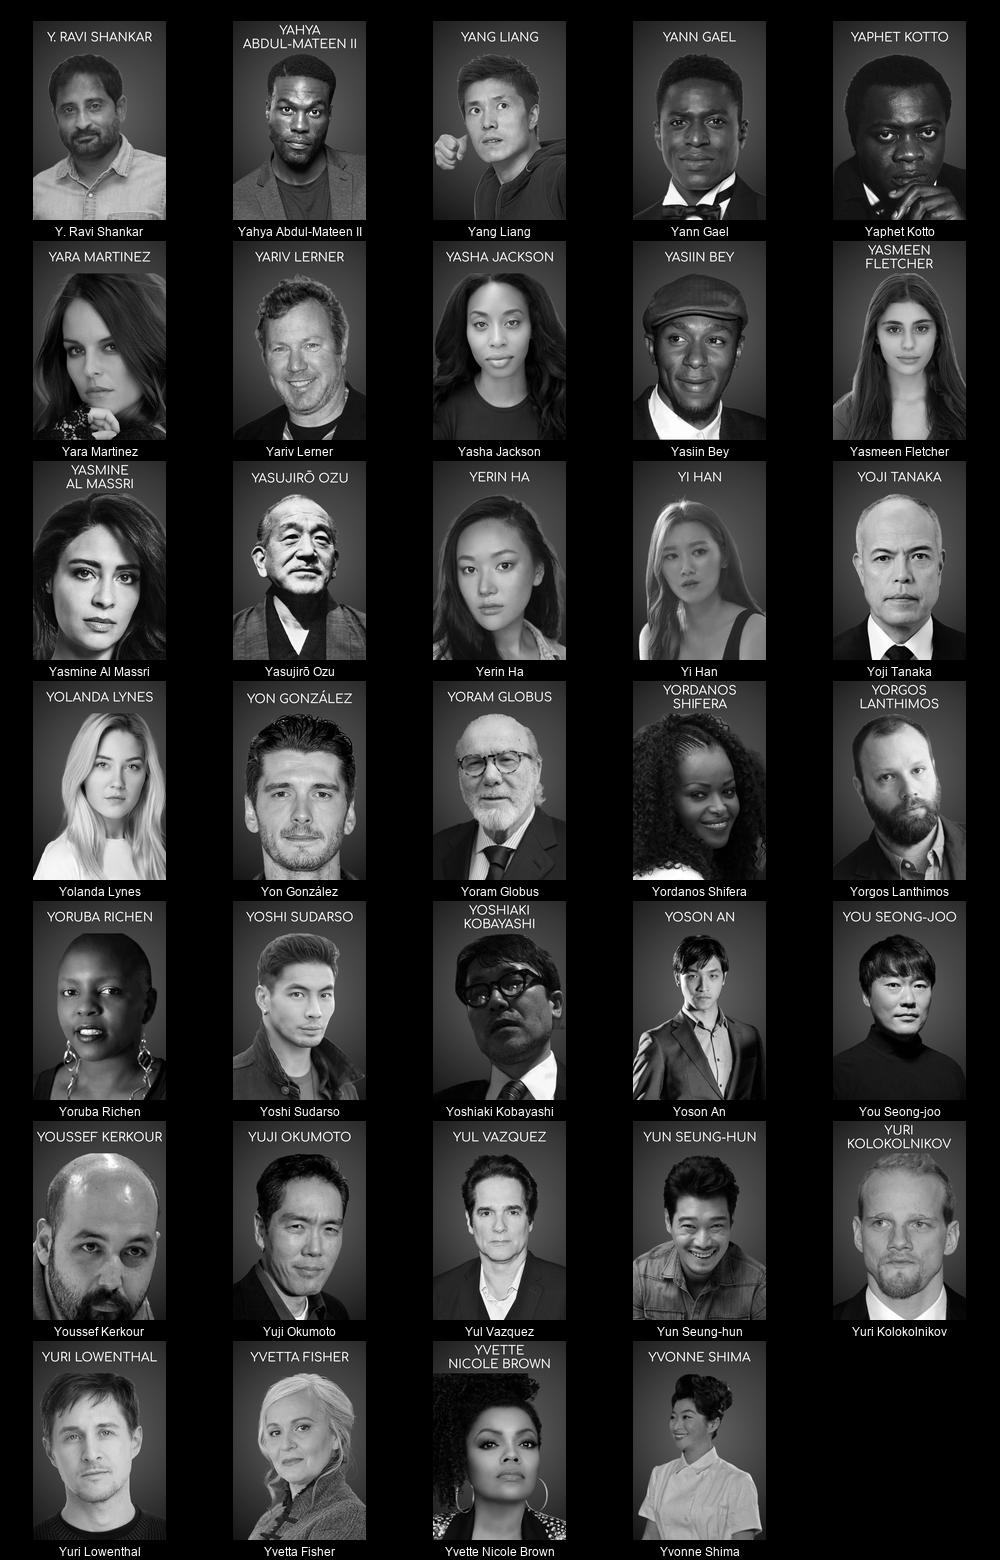 Y. RAVI SHANKAR
YAHYA
ABDUL-MATEEN II
YANG LIANG
YANN GAEL
YAPHET KOTTO
Y. Ravi Shankar
Yahya Abdul-Mateen II
Yang Liang
Yann Gael
Yaphet Kotto
YARA MARTINEZ
YARIV LERNER
YASHA JACKSON
YASIIN BEY
YASMEEN
FLETCHER
Yara Martinez
Yariv Lerner
Yasha Jackson
Yasiin Bey
Yasmeen Fletcher
YASMINE
AL MASSRI
YASUJIRŌ OZU
YERIN HA
YI HAN
YOJI TANAKA
Yasmine Al Massri
Yasujirō Ozu
Yerin Ha
Yi Han
Yoji Tanaka
YOLANDA LYNES
YON GONZÁLEZ
YORAM GLOBUS
YORDANOS
SHIFERA
YORGOS
LANTHIMOS
Yolanda Lynes
Yon González
Yoram Globus
Yordanos Shifera
Yorgos Lanthimos
YORUBA RICHEN
YOSHI SUDARSO
YOSHIAKI
KOBAYASHI
YOSON AN
YOU SEONG-JOO
Yoruba Richen
Yoshi Sudarso
Yoshiaki Kobayashi
Yoson An
You Seong-joo
YOUSSEF KERKOUR
YUJI OKUMOTO
YUL VAZQUEZ
YUN SEUNG-HUN
YURI
KOLOKOLNIKOV
Youssef Kerkour
Yuji Okumoto
Yul Vazquez
Yun Seung-hun
Yuri Kolokolnikov
YURI LOWENTHAL
YVETTA FISHER
YVETTE
NICOLE BROWN
YVONNE SHIMA
Yuri Lowenthal
Yvetta Fisher
Yvette Nicole Brown
Yvonne Shima